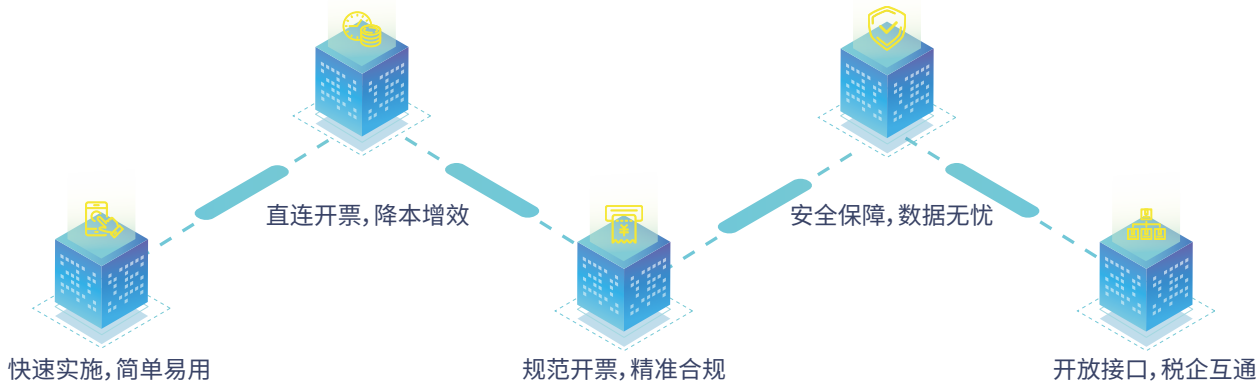 直连开票，降本增效
安全保障，数据无忧
快速实施，简单易用
规范开票，精准合规
开放接口，税企互通